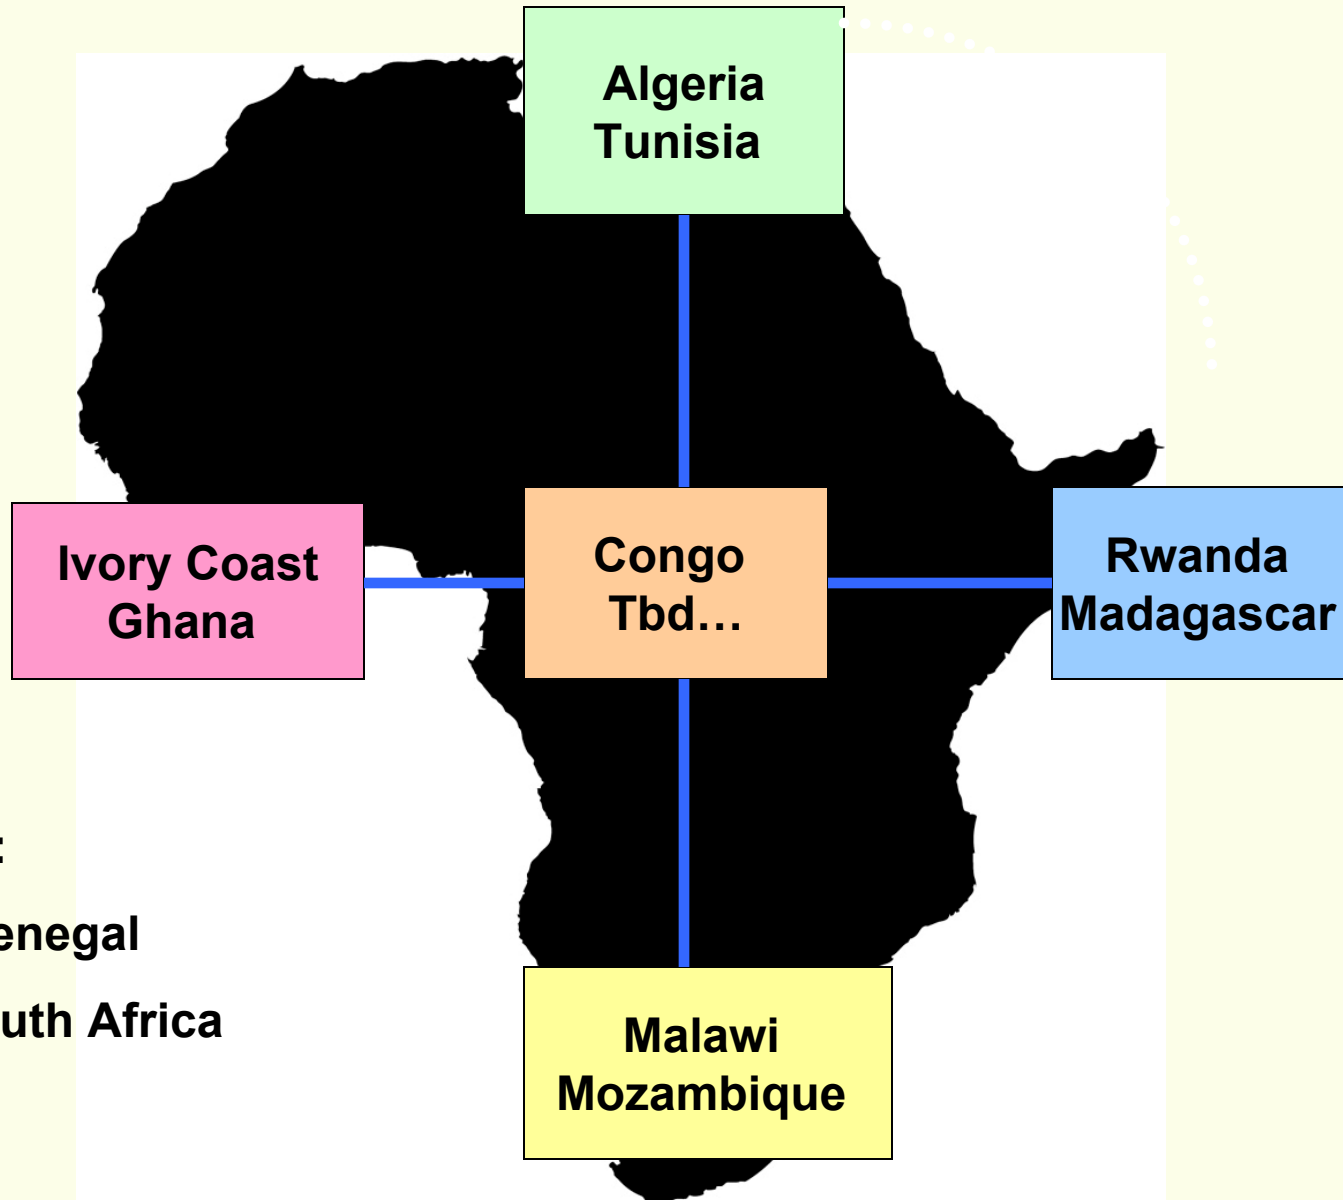 Algeria
Tunisia
Ivory Coast
Ghana
Congo
Tbd…
Rwanda
Madagascar
:
enegal
uth Africa
Malawi
Mozambique